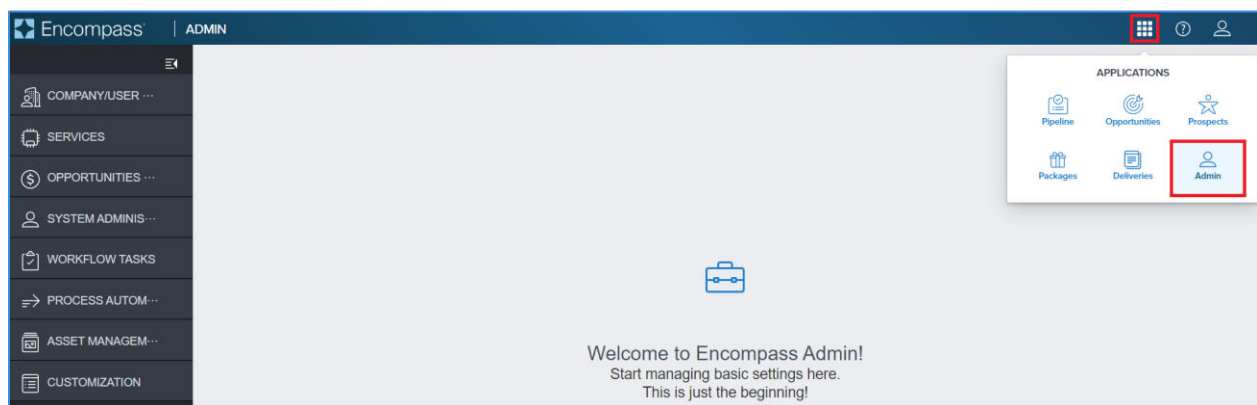 Encompass® | ADMIN
COMPANY/USER ···
SERVICES
OPPORTUNITIES ···
SYSTEM ADMINIS···
WORKFLOW TASKS
PROCESS AUTOM···
ASSET MANAGEM···
CUSTOMIZATION
APPLICATIONS
Pipeline Opportunities Prospects
Packages Deliveries Admin
Welcome to Encompass Admin!
Start managing basic settings here.
This is just the beginning!